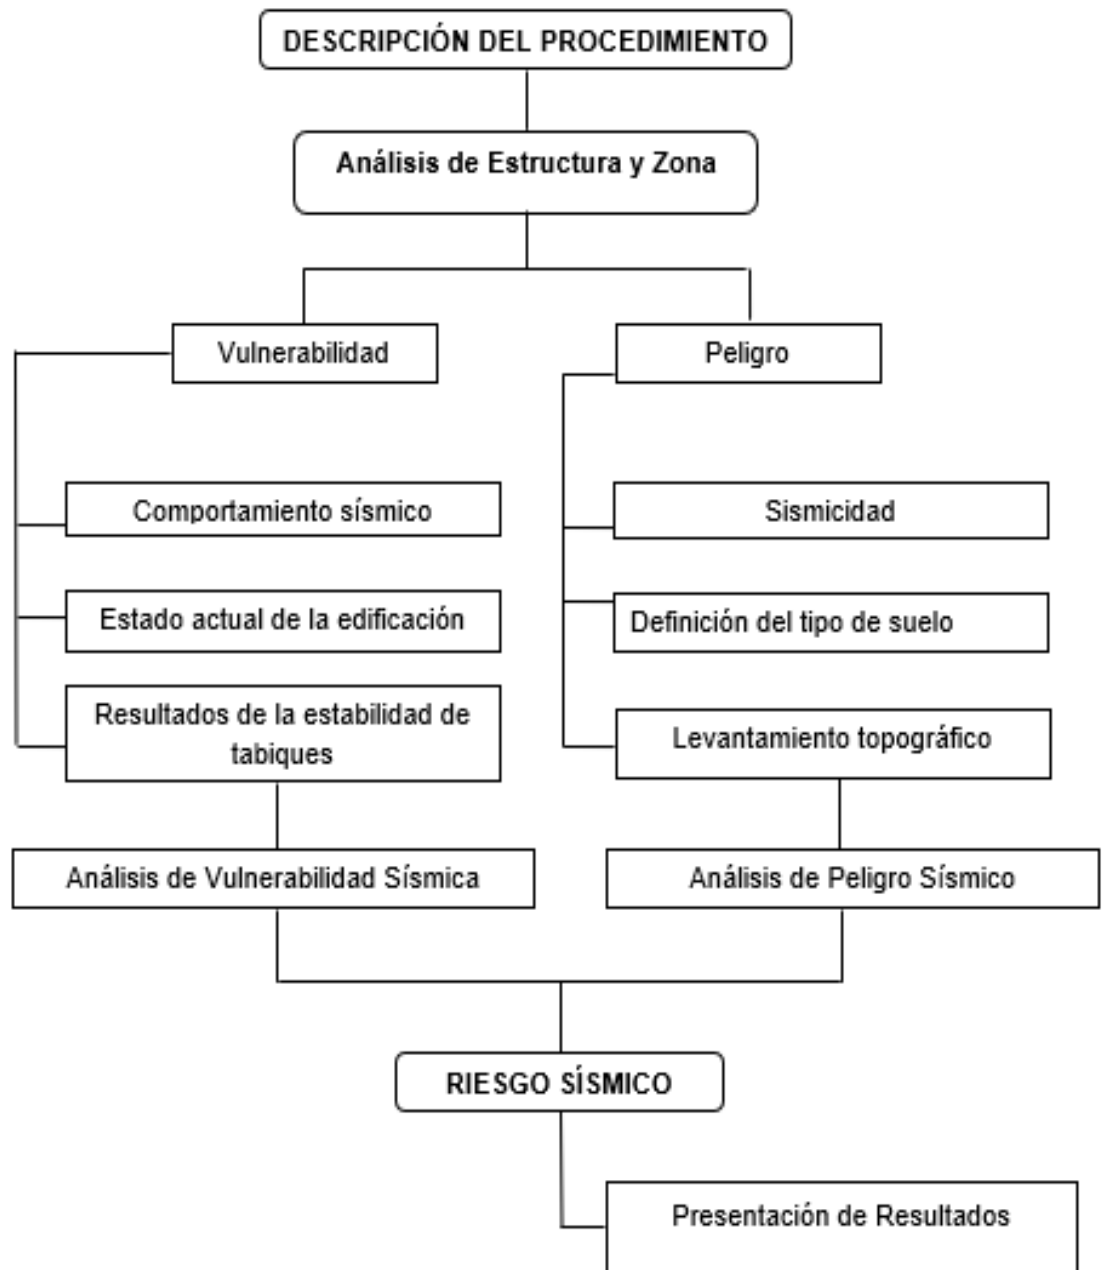 DESCRIPCIÓN DEL PROCEDIMIENTO
Análisis de Estructura y Zona
Vulnerabilidad
Peligro
Comportamiento sísmico
Sismicidad
Estado actual de la edificación
Definición del tipo de suelo
Resultados de la estabilidad de
tabiques
Levantamiento topográfico
Análisis de Vulnerabilidad Sísmica
Análisis de Peligro Sísmico
RIESGO SÍSMICO
Presentación de Resultados